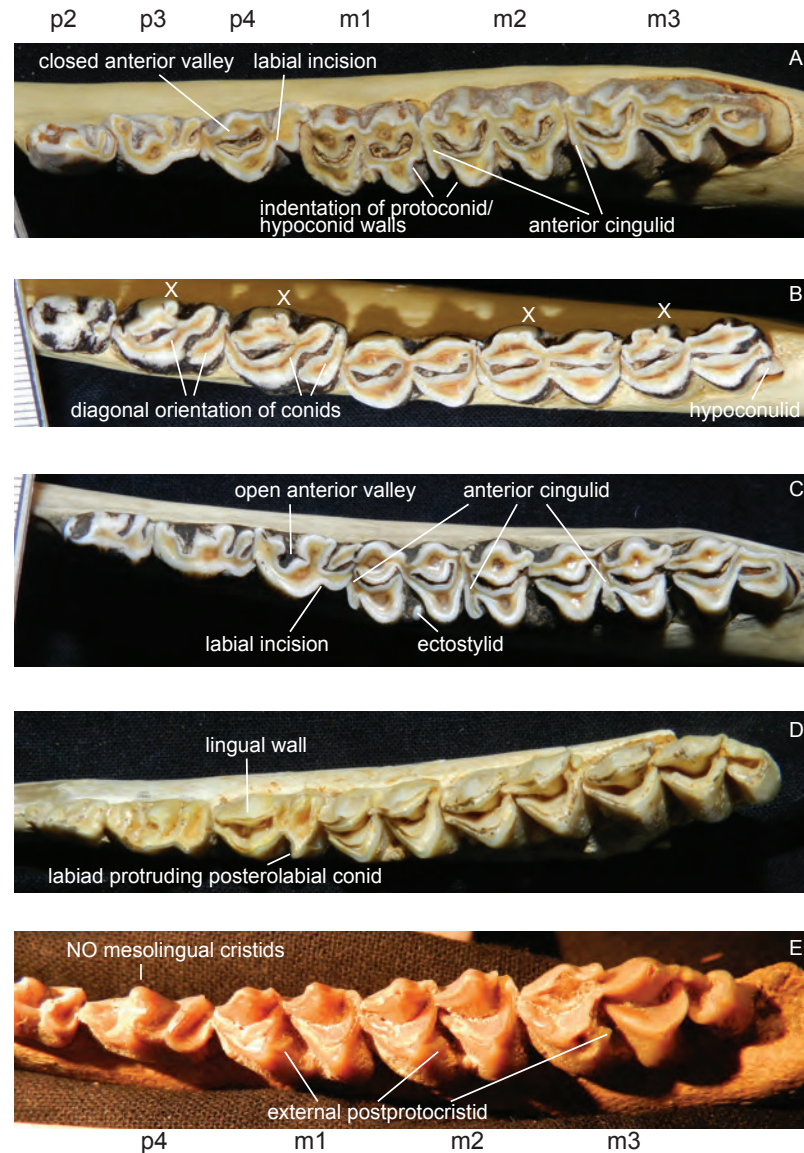 p2 p3 p4 m1 m2 m3
A
closed anterior valley labial incision
indentation of protoconid/
hypoconid walls
anterior cingulid
B
X X X X
diagonal orientation of conids
hypoconulid
C
open anterior valley anterior cingulid
labial incision ectostylid
D
lingual wall
labiad protruding posterolabial conid
E
NO mesolingual cristids
external postprotocristid
p4 m1 m2 m3